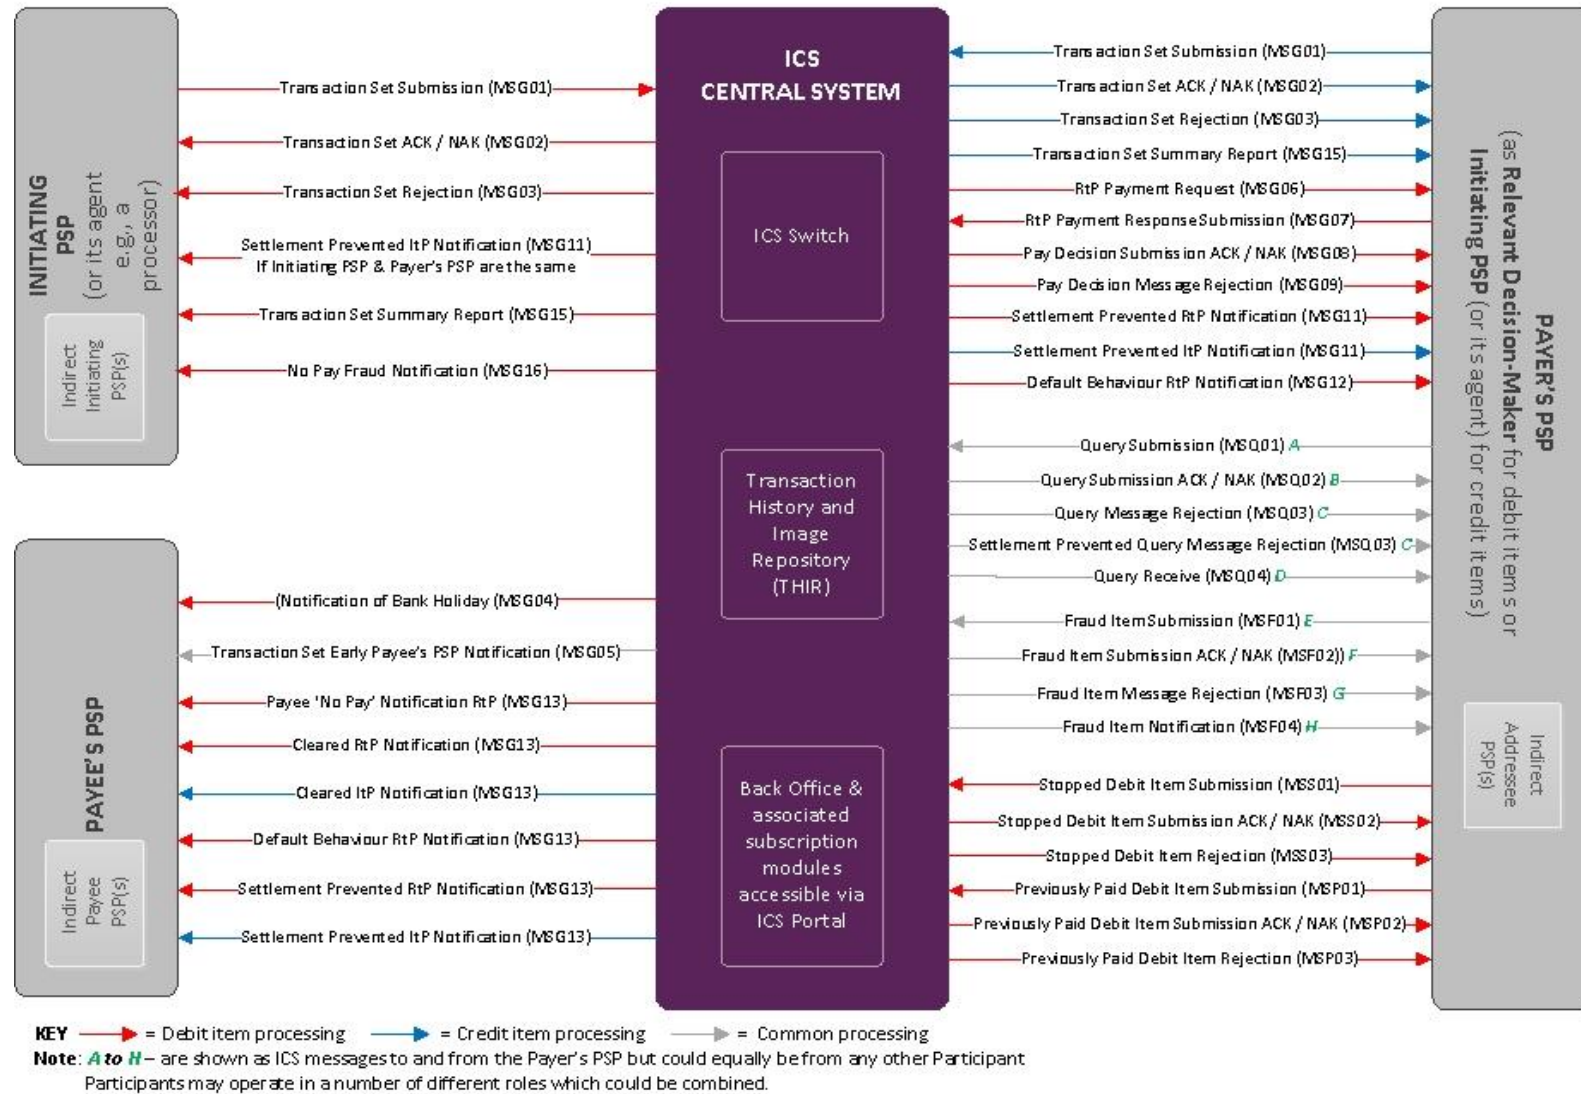 INITIATING
PSP
(or its agent
e.g., a
processor)
Indirect
Initiating
PSP(s)
Transaction Set Submission (MSG01)
Transaction Set ACK / NAK (MSG02)
Transaction Set Rejection (MSG03)
Settlement Prevented ItP Notification (MSG11)
If Initiating PSP & Payer's PSP are the same
Transaction Set Summary Report (MSG15)
No Pay Fraud Notification (MSG16)
PAYEE'S PSP
Indirect
Payee
PSP(s)
(Notification of Bank Holiday (MSG04)
Transaction Set Early Payee's PSP Notification (MSG05)
Payee 'No Pay' Notification RtP (MSG13)
Cleared RtP Notification (MSG13)
Cleared ItP Notification (MSG13)
Default Behaviour RtP Notification (MSG13)
Settlement Prevented RtP Notification (MSG13)
Settlement Prevented ItP Notification (MSG13)
ICS
CENTRAL SYSTEM
ICS Switch
Transaction
History and
Image
Repository
(THIR)
Back Office &
associated
subscription
modules
accessible via
ICS Portal
Transaction Set Submission (MSG01)
Transaction Set ACK / NAK (MSG02)
Transaction Set Rejection (MSG03)
Transaction Set Summary Report (MSG15)
RtP Payment Request (MSG06)
RtP Payment Response Submission (MSG07)
Pay Decision Submission ACK / NAK (MSG08)
Pay Decision Message Rejection (MSG09)
Settlement Prevented RtP Notification (MSG11)
Settlement Prevented ItP Notification (MSG11)
Default Behaviour RtP Notification (MSG12)
Query Submission (MSQ01) A
Query Submission ACK / NAK (MSQ02) B
Query Message Rejection (MSQ03) C
Settlement Prevented Query Message Rejection (MSQ03) C
Query Receive (MSQ04) D
Fraud Item Submission (MSF01) E
Fraud Item Submission ACK / NAK (MSF02)) F
Fraud Item Message Rejection (MSF03) G
Fraud Item Notification (MSF04) H
Stopped Debit Item Submission (MSS01)
Stopped Debit Item Submission ACK / NAK (MSS02)
Stopped Debit Item Rejection (MSS03)
Previously Paid Debit Item Submission (MSP01)
Previously Paid Debit Item Submission ACK / NAK (MSP02)
Previously Paid Debit Item Rejection (MSP03)
PAYER'S PSP
(as Relevant Decision-Maker for debit items or
Initiating PSP (or its agent) for credit items)
Indirect
Addressee
PSP(s)
KEY = Debit item processing = Credit item processing = Common processing
Note: A to H – are shown as ICS messages to and from the Payer's PSP but could equally be from any other Participant
Participants may operate in a number of different roles which could be combined.